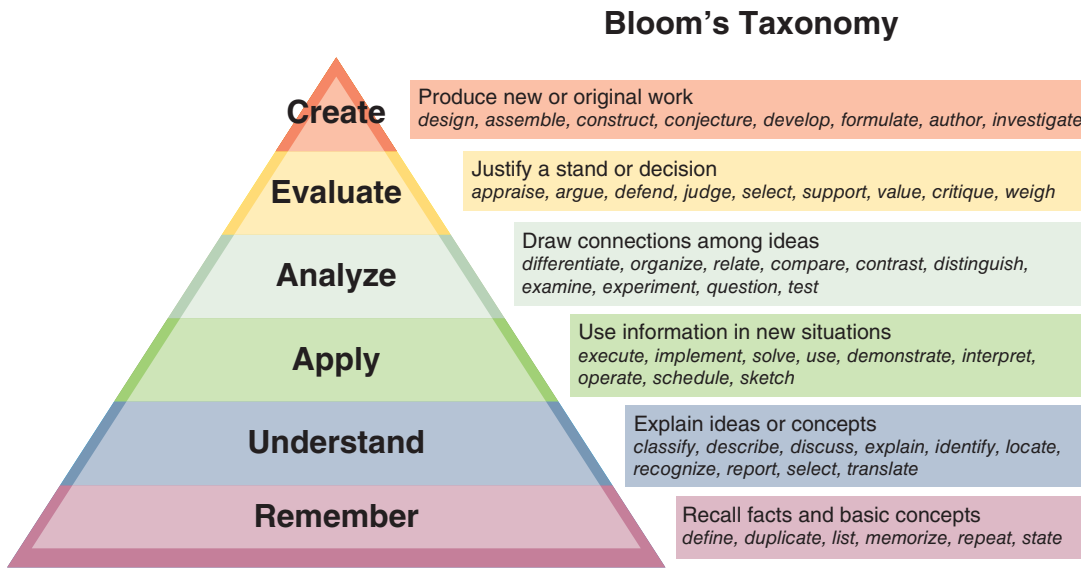 Bloom's Taxonomy
Create
Produce new or original work
design, assemble, construct, conjecture, develop, formulate, author, investigate
Evaluate
Justify a stand or decision
appraise, argue, defend, judge, select, support, value, critique, weigh
Analyze
Draw connections among ideas
differentiate, organize, relate, compare, contrast, distinguish,
examine, experiment, question, test
Apply
Use information in new situations
execute, implement, solve, use, demonstrate, interpret,
operate, schedule, sketch
Understand
Explain ideas or concepts
classify, describe, discuss, explain, identify, locate,
recognize, report, select, translate
Remember
Recall facts and basic concepts
define, duplicate, list, memorize, repeat, state